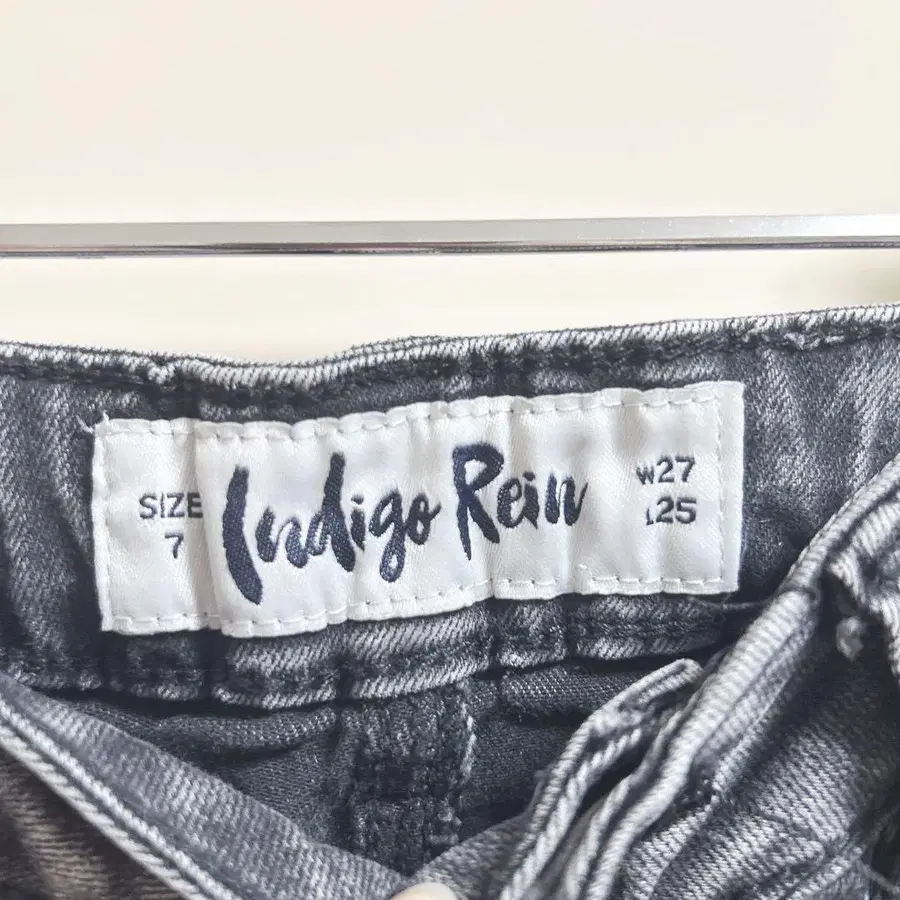 SIZE
7
Indigo Rein
W27
L25